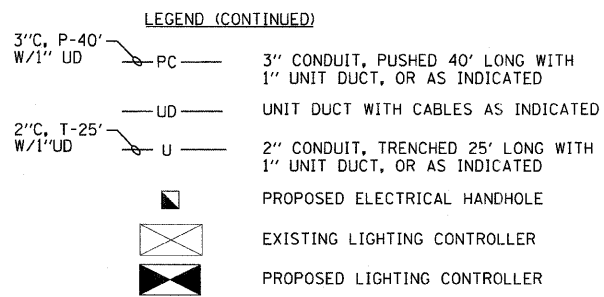 LEGEND (CONTINUED)
3"C, P-40'
W/1" UD
PC
3" CONDUIT, PUSHED 40' LONG WITH
1" UNIT DUCT, OR AS INDICATED
UD
UNIT DUCT WITH CABLES AS INDICATED
2"C, T-25'
W/1"UD
U
2" CONDUIT, TRENCHED 25' LONG WITH
1" UNIT DUCT, OR AS INDICATED
PROPOSED ELECTRICAL HANDHOLE
EXISTING LIGHTING CONTROLLER
PROPOSED LIGHTING CONTROLLER